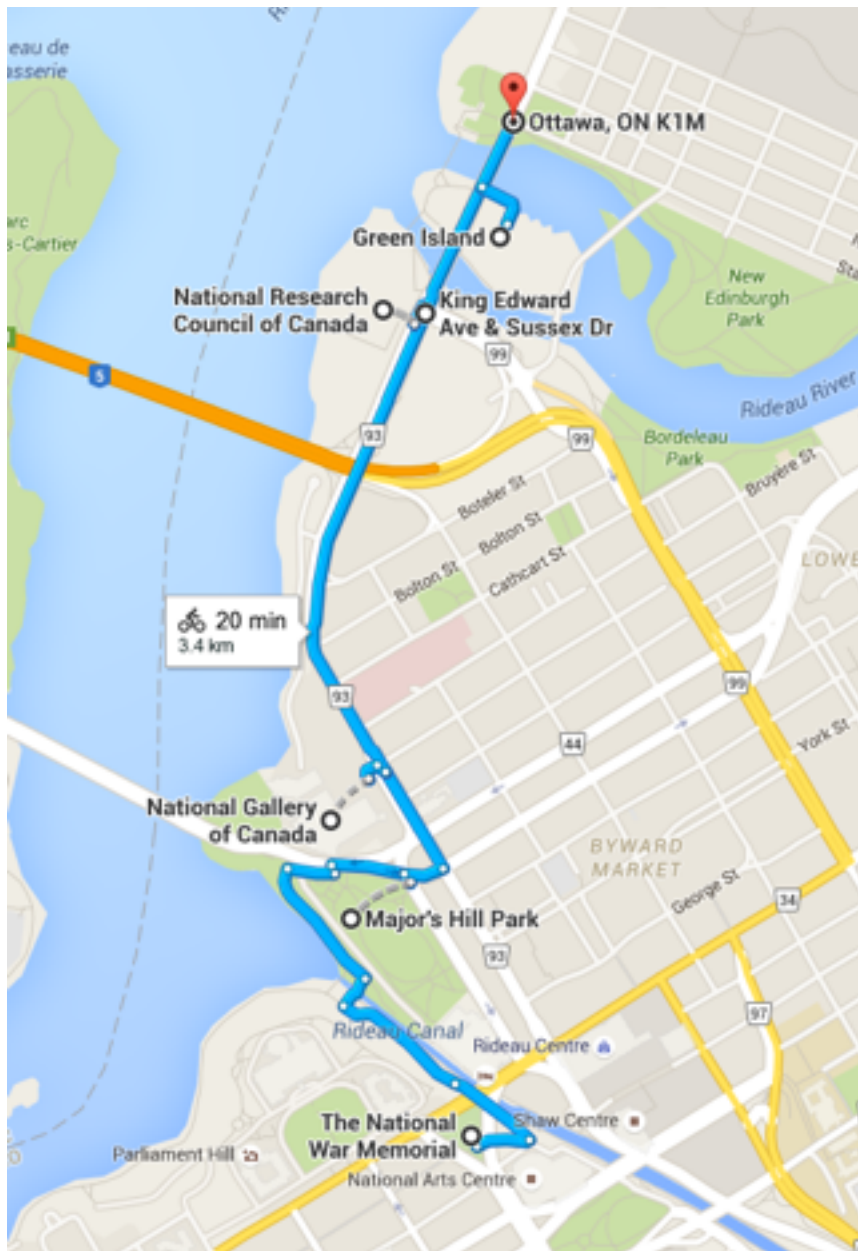 eau de
asserie
Ottawa, ON K1M
arc
s-Cartier
Green Island
National Research
Council of Canada
King Edward
Ave & Sussex Dr
New
Edinburgh
Park
99
5
Rideau River
93
99
Bordeleau
Park
Boteler St
Bruyère St
Bolton St
Bolton St
Cathcart St
LOWE
20 min
3.4 km
93
99
44
York St
National Gallery
of Canada
BYWARD
MARKET
George St
34
Major's Hill Park
93
97
Rideau Canal
Rideau Centre
The National
War Memorial
Shaw Centre
Parliament Hill
National Arts Centre